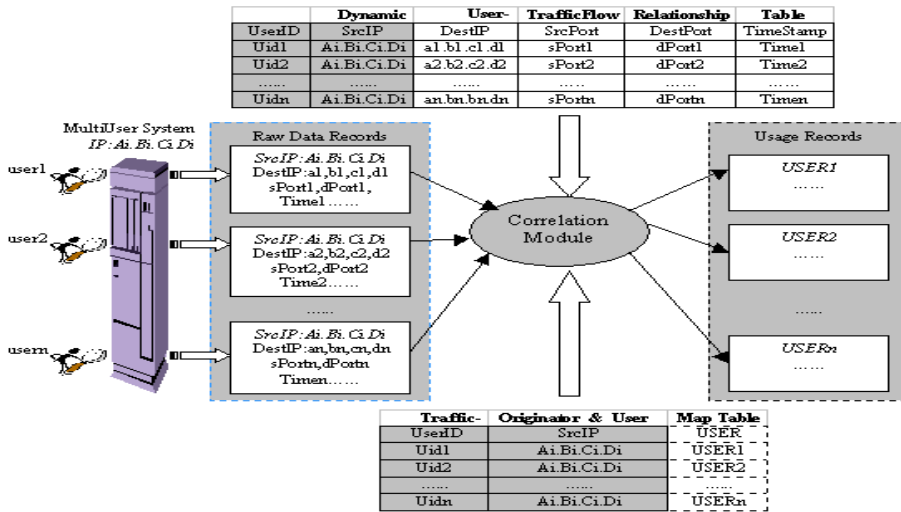 Dynamic User- TrafficFlow Relationship Table
UserID SrcIP DestIP SrcPort DestPort TimeStamp
Uid1 Ai.Bi.Ci.Di a1.b1.c1.d1 sPort1 dPort1 Time1
Uid2 Ai.Bi.Ci.Di a2.b2.c2.d2 sPort2 dPort2 Time2
...... ...... ...... ...... ...... ......
Uidn Ai.Bi.Ci.Di an.bn.bn.dn sPortn dPortn Timen
MultiUser System
IP:Ai.Bi.Ci.Di
user1
user2
usern
Raw Data Records
SrcIP:Ai.Bi.Ci.Di
DestIP:a1,b1,c1,d1
sPort1,dPort1,
Time1......
SrcIP:Ai.Bi.Ci.Di
DestIP:a2,b2,c2,d2
sPort2,dPort2
Time2......
......
SrcIP:Ai.Bi.Ci.Di
DestIP:an,bn,cn,dn
sPortn,dPortn
Timen......
Correlation
Module
Usage Records
USER1
......
USER2
......
......
USERn
......
Traffic- Originator & User Map Table
UserID SrcIP USER
Uid1 Ai.Bi.Ci.Di USER1
Uid2 Ai.Bi.Ci.Di USER2
...... ...... ......
Uidn Ai.Bi.Ci.Di USERn